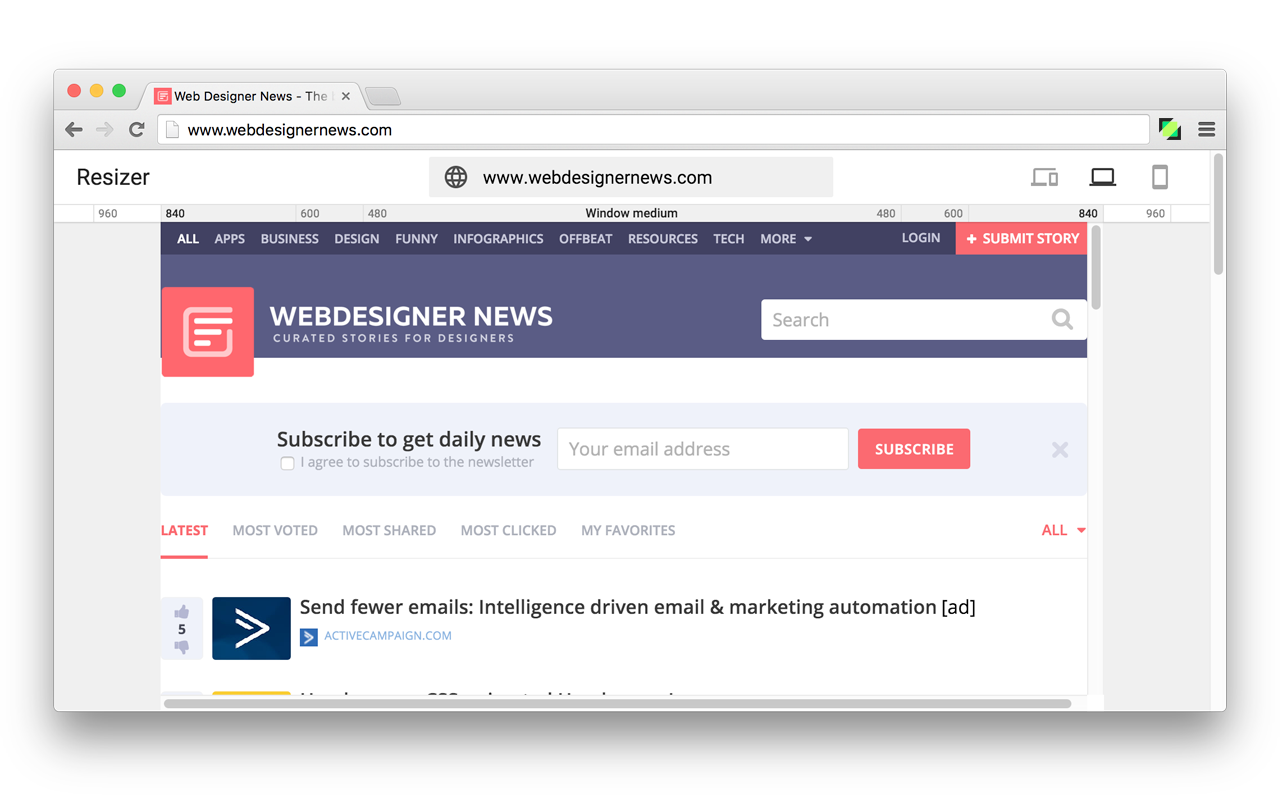 Web Designer News - The
www.webdesignernews.com
Resizer
www.webdesignernews.com
960 840 600 480 Window medium 480 600 840 960
ALL APPS BUSINESS DESIGN FUNNY INFOGRAPHICS OFFBEAT RESOURCES TECH MORE LOGIN + SUBMIT STORY
WEBDESIGNER NEWS
CURATED STORIES FOR DESIGNERS
Search
Subscribe to get daily news
I agree to subscribe to the newsletter
Your email address
SUBSCRIBE
LATEST MOST VOTED MOST SHARED MOST CLICKED MY FAVORITES ALL
5
Send fewer emails: Intelligence driven email & marketing automation [ad]
ACTIVECAMPAIGN.COM